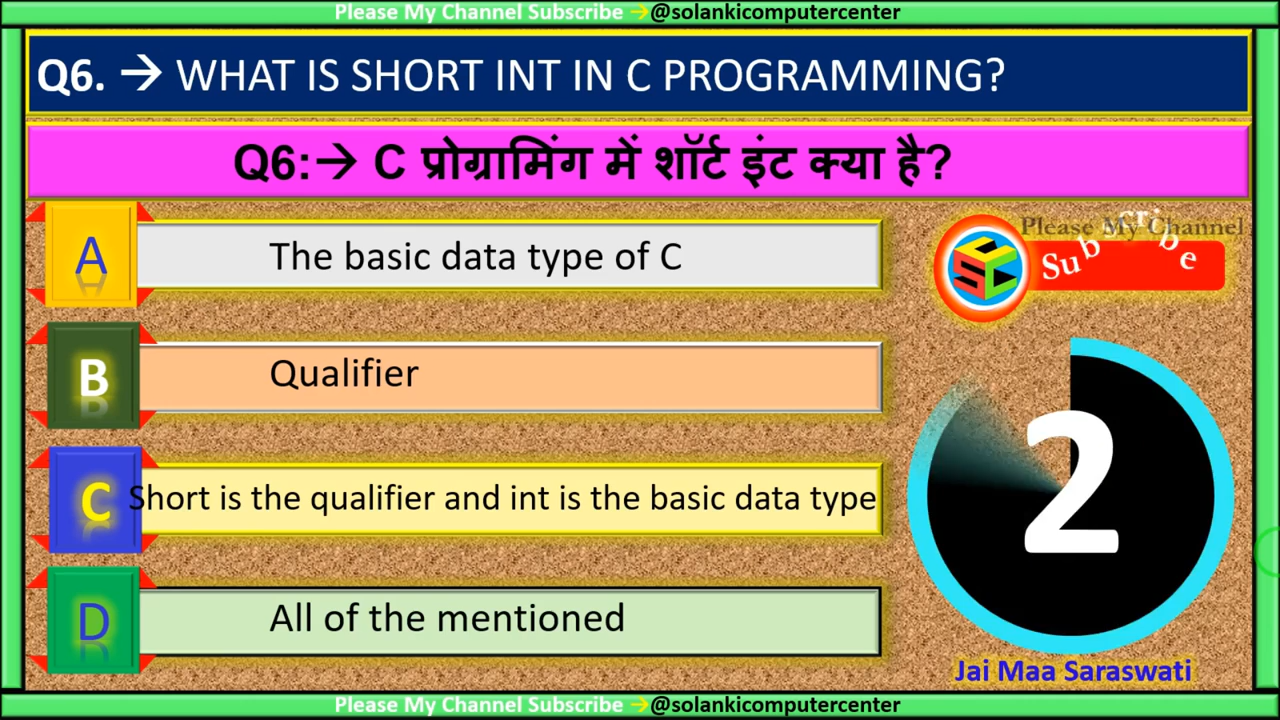 Please My Channel Subscribe →@solankicomputercenter
Q6. → WHAT IS SHORT INT IN C PROGRAMMING?
Q6:→ C प्रोग्रामिंग में शॉर्ट इंट क्या है?
A The basic data type of C
Please My Channel
Subscribe
SCC
B Qualifier
C Short is the qualifier and int is the basic data type
2
D All of the mentioned
Jai Maa Saraswati
Please My Channel Subscribe →@solankicomputercenter